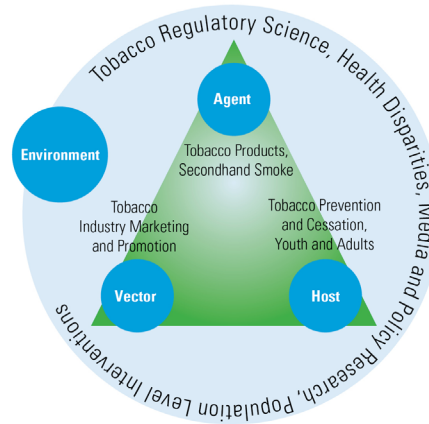 Tobacco Regulatory Science, Health Disparities, Media and Policy Research, Population Level Interventions
Agent
Environment
Tobacco Products,
Secondhand Smoke
Tobacco
Industry Marketing
and Promotion
Tobacco Prevention
and Cessation,
Youth and Adults
Vector
Host